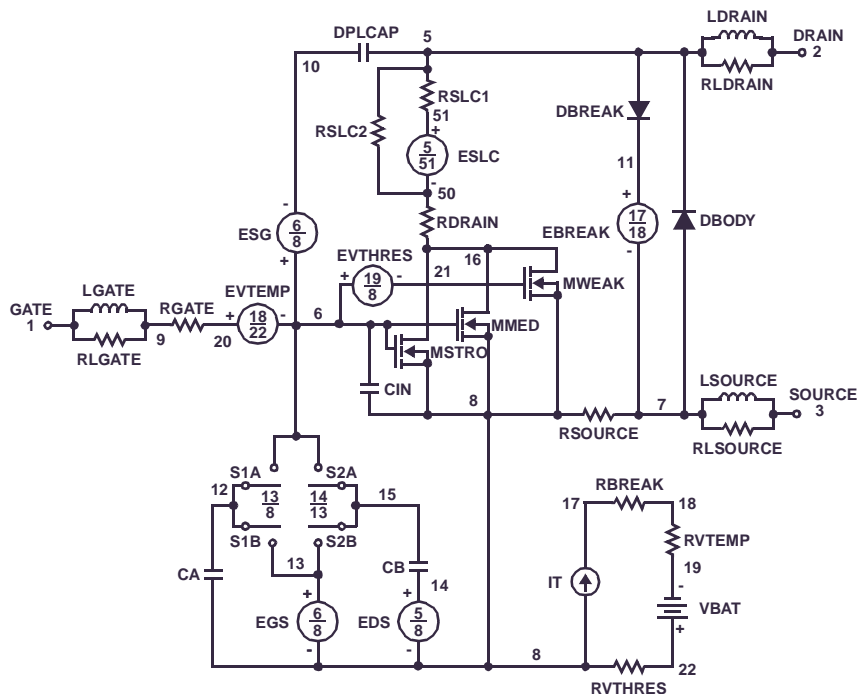 LDRAIN
DPLCAP
5
DRAIN
2
10
RLDRAIN
RSLC1
51
DBREAK
RSLC2
+
5
51
ESLC
-
50
11
-
+
ESG
6
8
RDRAIN
17
18
EBREAK
DBODY
+
EVTHRES
16
-
21
+
19
8
-
MWEAK
LGATE
EVTEMP
GATE
1
RGATE
+
18
22
-
6
MMED
9
20
MSTRO
RLGATE
CIN
LSOURCE
8
7
SOURCE
3
RSOURCE
RLSOURCE
S1A
S2A
RBREAK
12
13
8
14
13
15
17
18
S1B
S2B
RVTEMP
13
CB
CA
14
19
IT
-
+
+
VBAT
EGS
6
8
EDS
5
8
+
-
-
8
22
RVTHRES